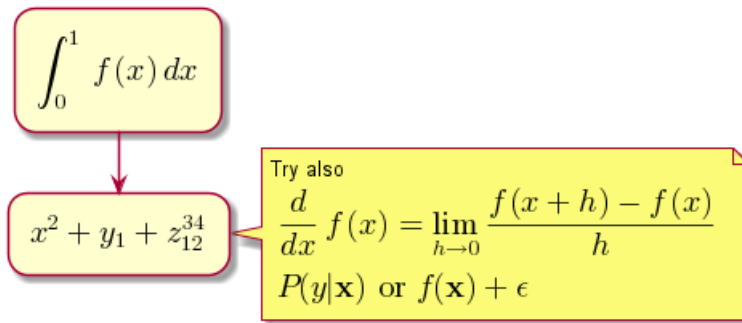 ∫₀¹ f(x) dx
x² + y₁ + z₁₂³⁴
Try also
d/dx f(x) = lim_{h→0} (f(x + h) − f(x))/h
P(y|𝐱) or f(𝐱) + ϵ